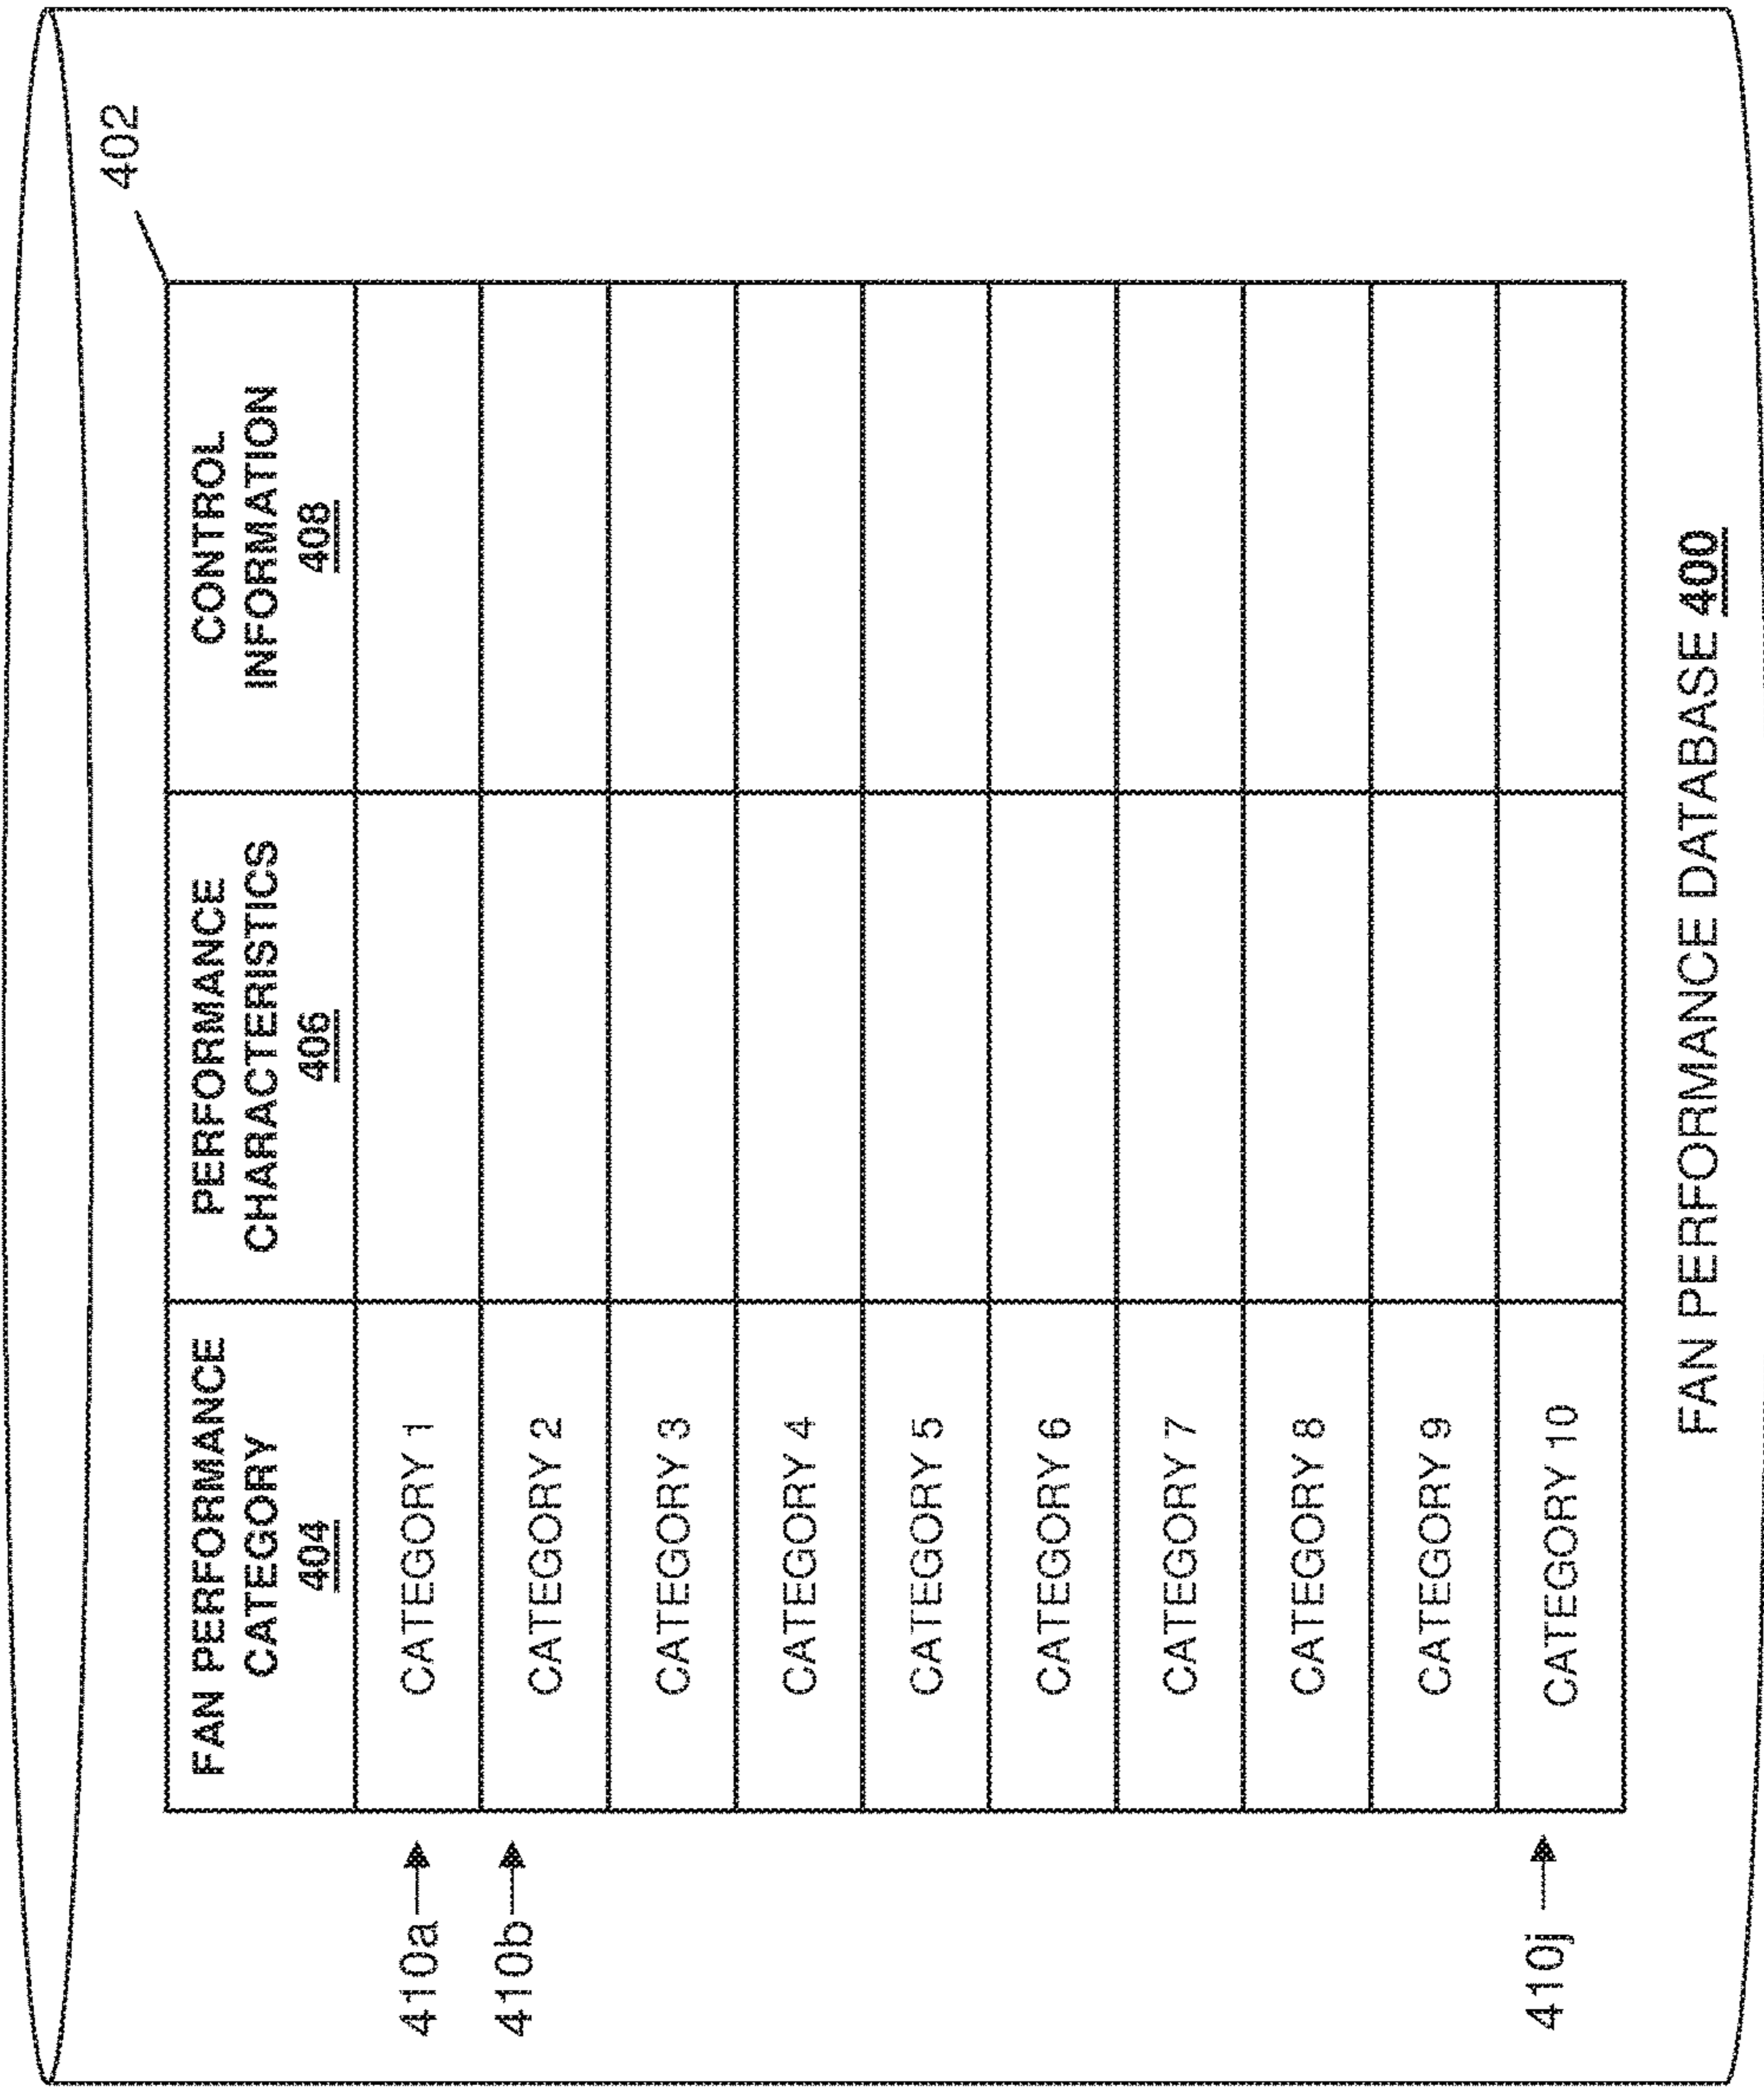 402
FAN PERFORMANCE
CATEGORY
404
PERFORMANCE
CHARACTERISTICS
406
CONTROL
INFORMATION
408
410a
CATEGORY 1
410b
CATEGORY 2
CATEGORY 3
CATEGORY 4
CATEGORY 5
CATEGORY 6
CATEGORY 7
CATEGORY 8
CATEGORY 9
410j
CATEGORY 10
FAN PERFORMANCE DATABASE 400